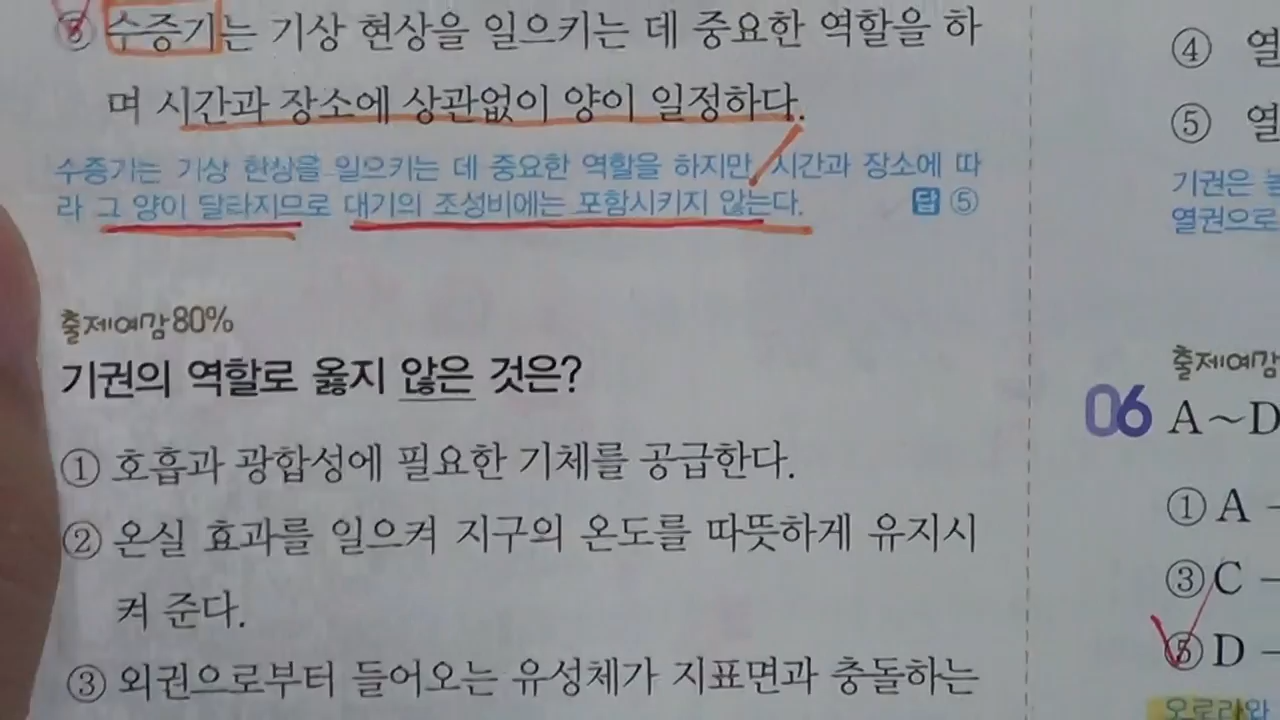 ⑤ 수증기는 기상 현상을 일으키는 데 중요한 역할을 하
며 시간과 장소에 상관없이 양이 일정하다.
수증기는 기상 현상을 일으키는 데 중요한 역할을 하지만, 시간과 장소에 따
라 그 양이 달라지므로 대기의 조성비에는 포함시키지 않는다. 답 ⑤
출제예감80%
기권의 역할로 옳지 않은 것은?
① 호흡과 광합성에 필요한 기체를 공급한다.
② 온실 효과를 일으켜 지구의 온도를 따뜻하게 유지시
켜 준다.
③ 외권으로부터 들어오는 유성체가 지표면과 충돌하는
④ 열
⑤ 열
기권은
열권으로
출제예감
06 A~D
① A -
③ C -
⑤ D -
오로라와